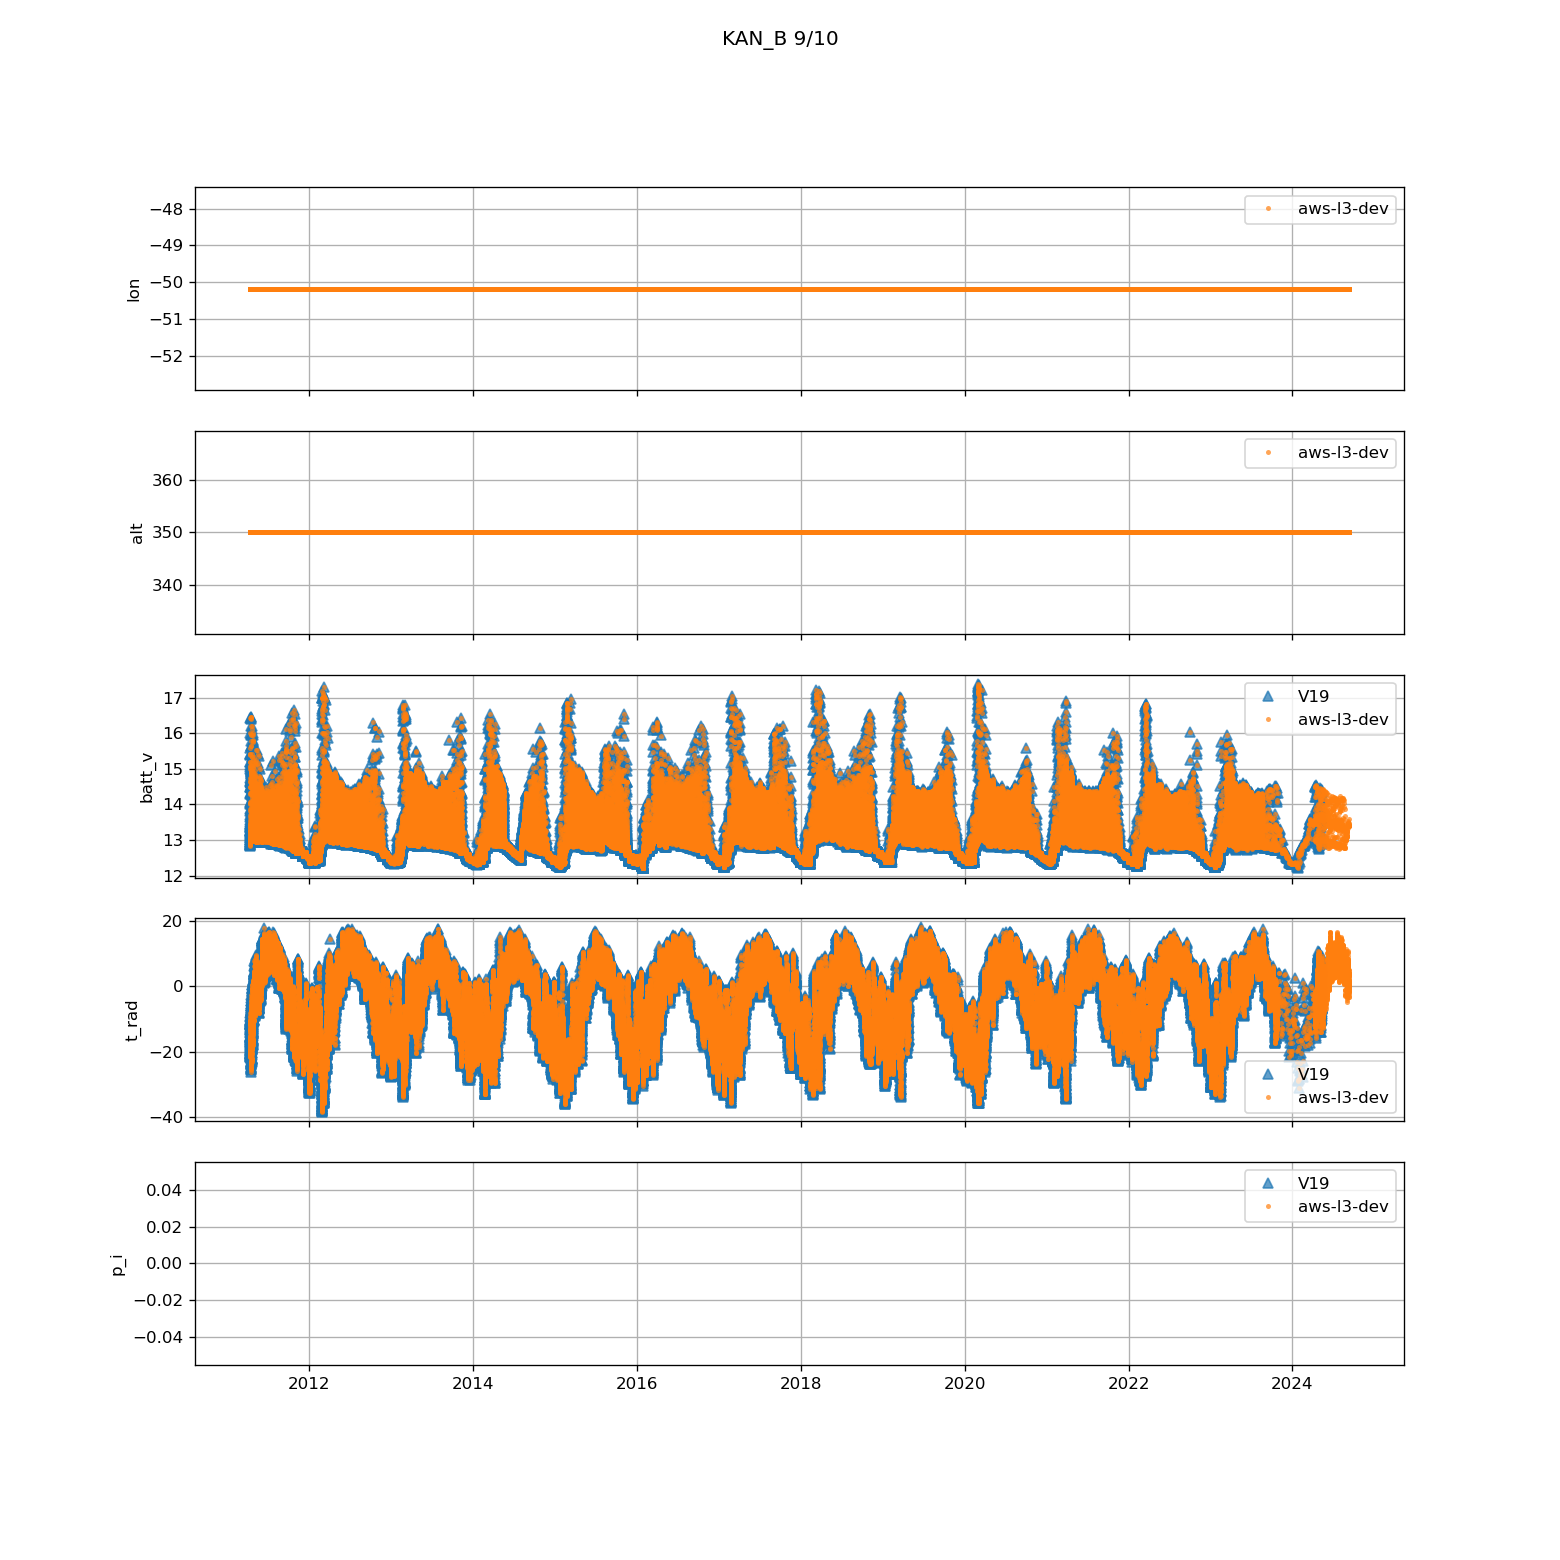 KAN_B 9/10
−48
−49
−50
−51
−52
lon
aws-l3-dev
360
350
340
alt
aws-l3-dev
17
16
15
14
13
12
batt_v
V19
aws-l3-dev
20
0
−20
−40
t_rad
V19
aws-l3-dev
0.04
0.02
0.00
−0.02
−0.04
p_i
V19
aws-l3-dev
2012 2014 2016 2018 2020 2022 2024